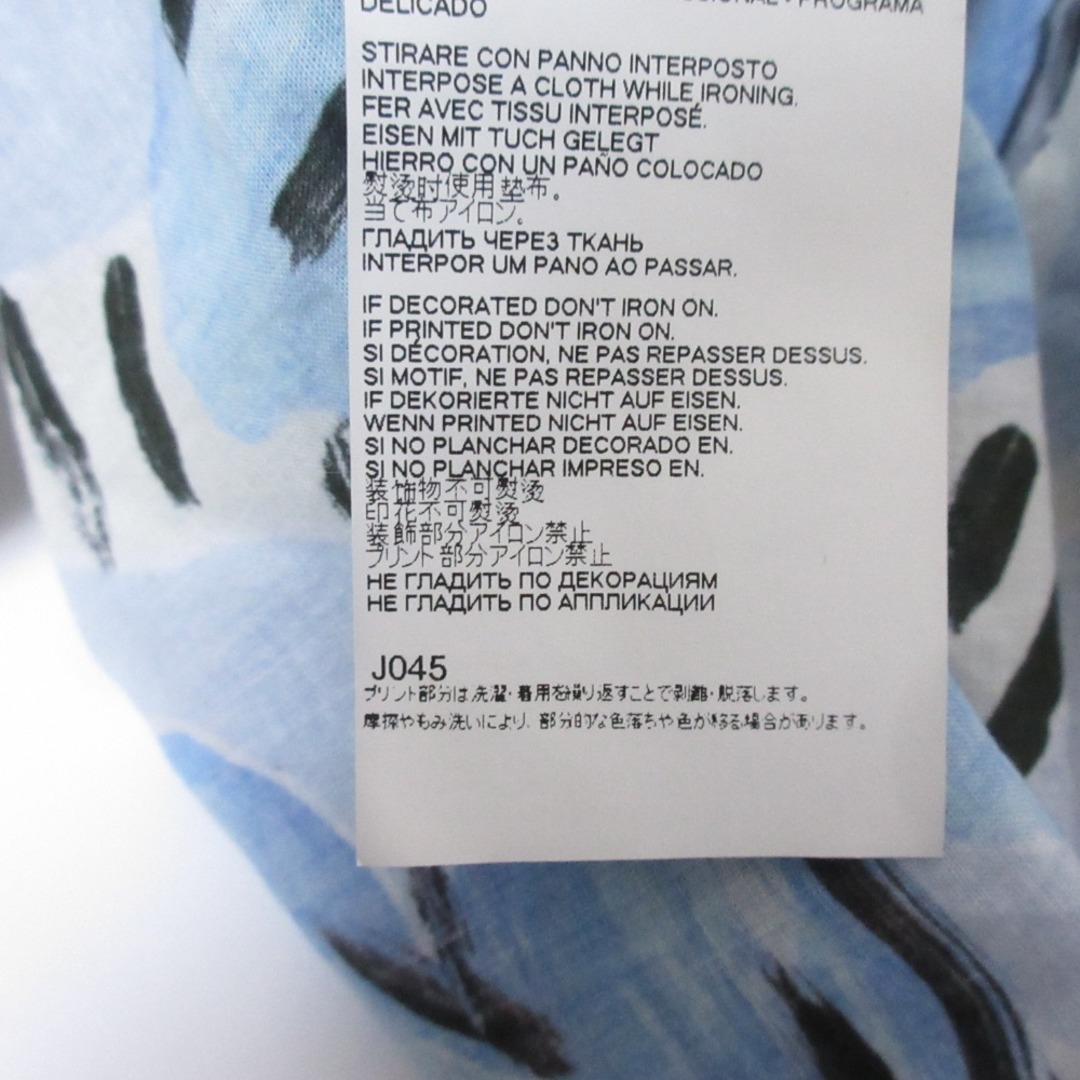 PROGRAMA
DELICADO
STIRARE CON PANNO INTERPOSTO
INTERPOSE A CLOTH WHILE IRONING.
FER AVEC TISSU INTERPOSÉ.
EISEN MIT TUCH GELEGT
HIERRO CON UN PAÑO COLOCADO
熨烫时使用垫布。
当て布アイロン。
ГЛАДИТЬ ЧЕРЕЗ ТКАНЬ
INTERPOR UM PANO AO PASSAR.
IF DECORATED DON'T IRON ON.
IF PRINTED DON'T IRON ON.
SI DÉCORATION, NE PAS REPASSER DESSUS.
SI MOTIF, NE PAS REPASSER DESSUS.
IF DEKORIERTE NICHT AUF EISEN.
WENN PRINTED NICHT AUF EISEN.
SI NO PLANCHAR DECORADO EN.
SI NO PLANCHAR IMPRESO EN.
装饰物不可熨烫
印花不可熨烫
装飾部分アイロン禁止
プリント部分アイロン禁止
НЕ ГЛАДИТЬ ПО ДЕКОРАЦИЯМ
НЕ ГЛАДИТЬ ПО АППЛИКАЦИИ
J045
プリント部分は洗濯・着用を繰り返すことで剥離・脱落します。
摩擦やもみ洗いにより、部分的な色落ちや色が移る場合があります。